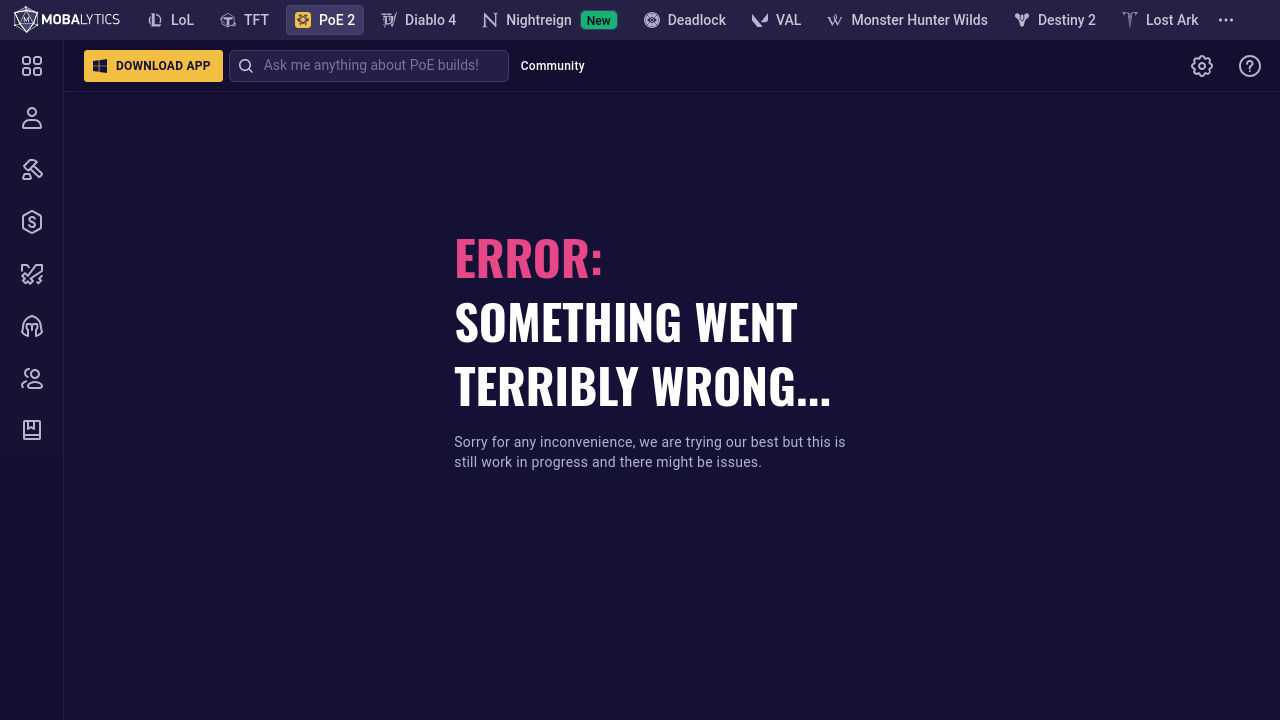 MOBALYTICS
LoL
TFT
PoE 2
Diablo 4
Nightreign
New
Deadlock
VAL
Monster Hunter Wilds
Destiny 2
Lost Ark
DOWNLOAD APP
Ask me anything about PoE builds!
Community
ERROR:
SOMETHING WENT
TERRIBLY WRONG...
Sorry for any inconvenience, we are trying our best but this is
still work in progress and there might be issues.